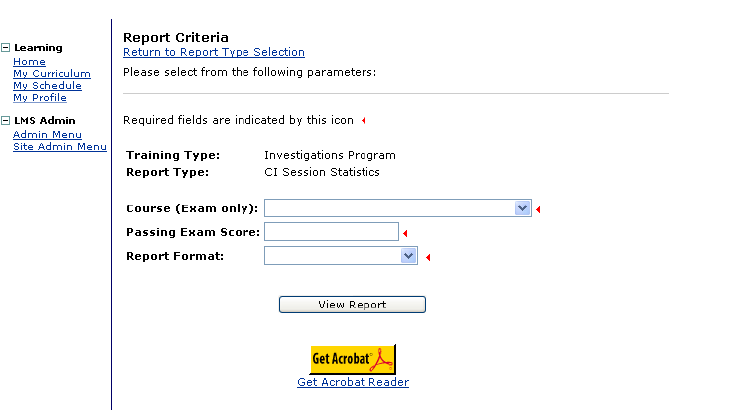 Learning
Home
My Curriculum
My Schedule
My Profile
LMS Admin
Admin Menu
Site Admin Menu
Report Criteria
Return to Report Type Selection
Please select from the following parameters:
Required fields are indicated by this icon
Training Type: Investigations Program
Report Type: CI Session Statistics
Course (Exam only):
Passing Exam Score:
Report Format:
View Report
Get Acrobat®
Get Acrobat Reader